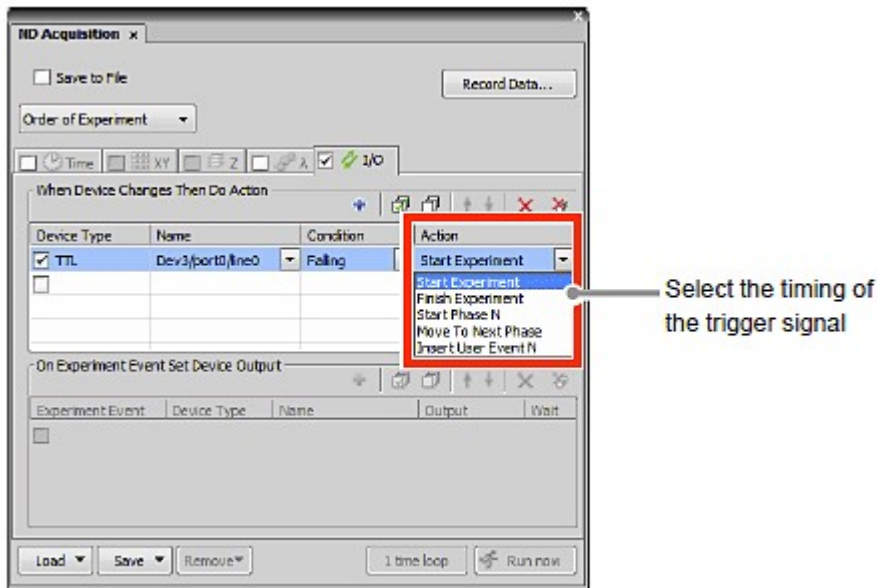 ND Acquisition x
Save to File
Record Data...
Order of Experiment
Time XY Z λ I/O
When Device Changes Then Do Action
Device Type Name Condition Action
TTL Dev3/port0/line0 Falling Start Experiment
Start Experiment
Finish Experiment
Start Phase N
Move To Next Phase
Insert User Event N
Select the timing of
the trigger signal
On Experiment Event Set Device Output
Experiment Event Device Type Name Output Wait
Load Save Remove 1 time loop Run now